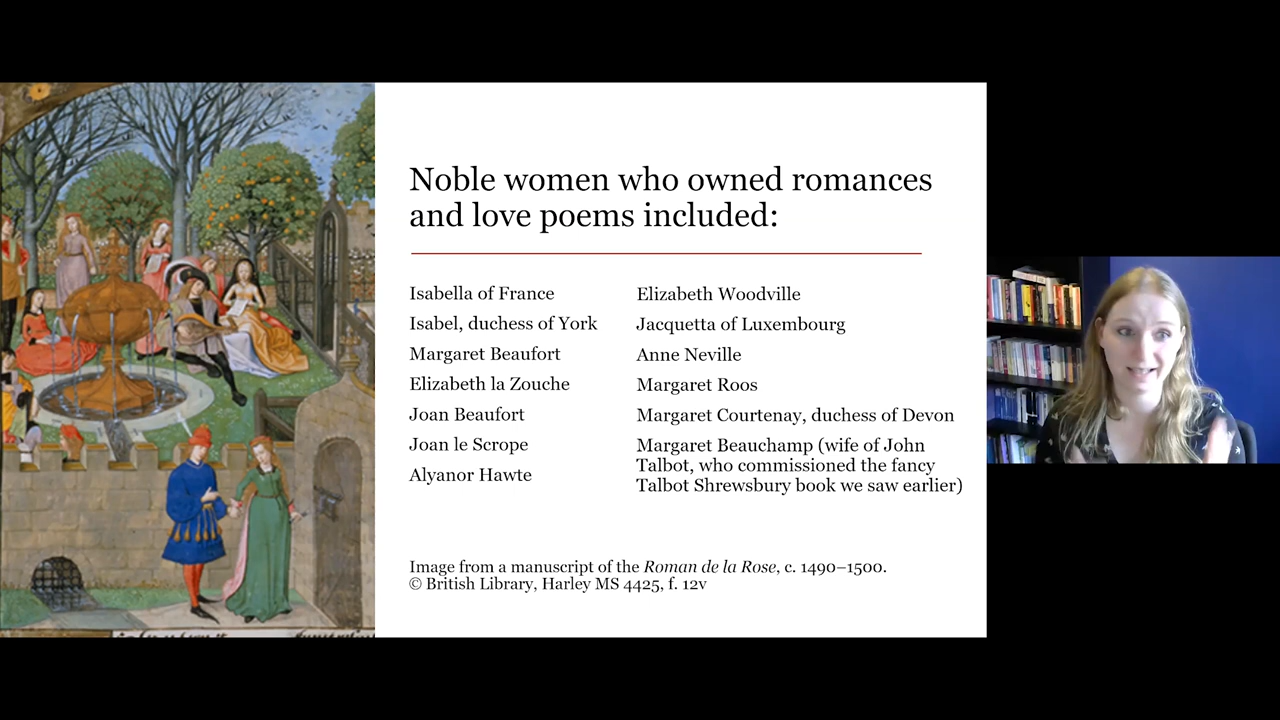 Noble women who owned romances
and love poems included:
Isabella of France
Isabel, duchess of York
Margaret Beaufort
Elizabeth la Zouche
Joan Beaufort
Joan le Scrope
Alyanor Hawte
Elizabeth Woodville
Jacquetta of Luxembourg
Anne Neville
Margaret Roos
Margaret Courtenay, duchess of Devon
Margaret Beauchamp (wife of John
Talbot, who commissioned the fancy
Talbot Shrewsbury book we saw earlier)
Image from a manuscript of the Roman de la Rose, c. 1490–1500.
© British Library, Harley MS 4425, f. 12v